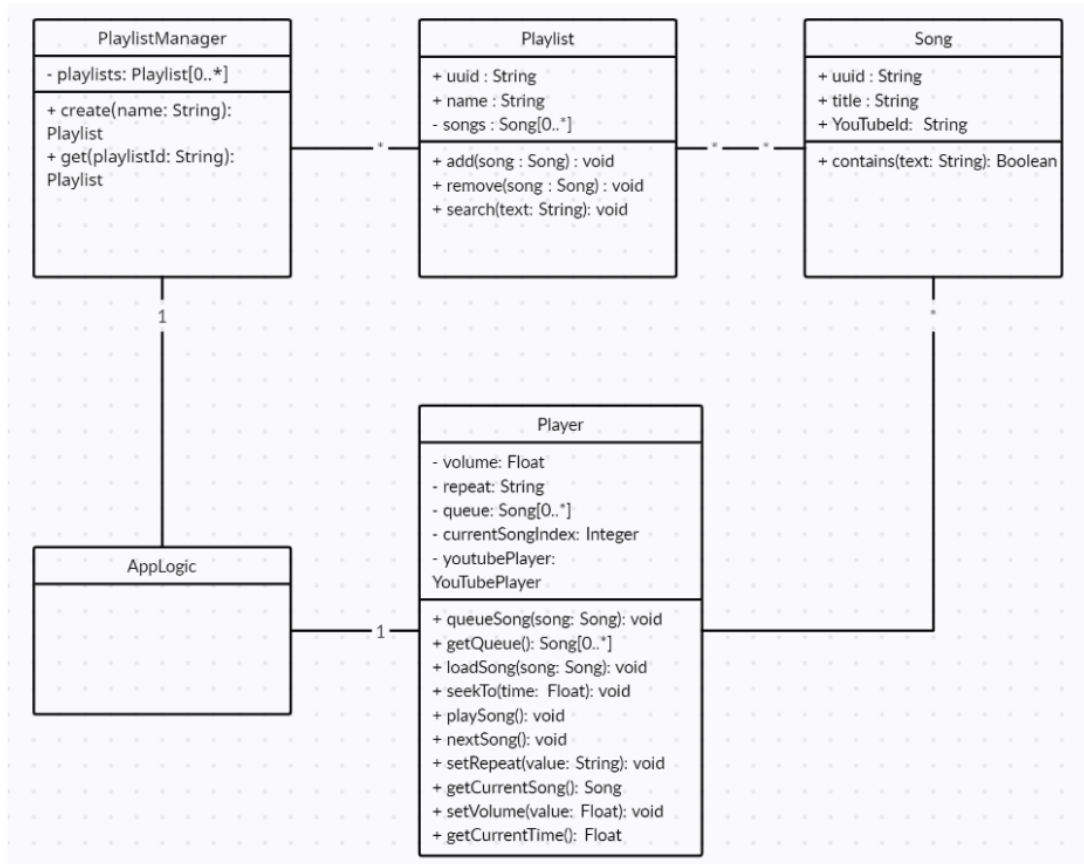 PlaylistManager
- playlists: Playlist[0..*]
+ create(name: String):
Playlist
+ get(playlistId: String):
Playlist
*
Playlist
+ uuid : String
+ name : String
- songs : Song[0..*]
+ add(song : Song) : void
+ remove(song : Song) : void
+ search(text: String): void
*
*
Song
+ uuid : String
+ title : String
+ YouTubeId: String
+ contains(text: String): Boolean
1
*
AppLogic
1
Player
- volume: Float
- repeat: String
- queue: Song[0..*]
- currentSongIndex: Integer
- youtubePlayer:
YouTubePlayer
+ queueSong(song: Song): void
+ getQueue(): Song[0..*]
+ loadSong(song: Song): void
+ seekTo(time: Float): void
+ playSong(): void
+ nextSong(): void
+ setRepeat(value: String): void
+ getCurrentSong(): Song
+ setVolume(value: Float): void
+ getCurrentTime(): Float